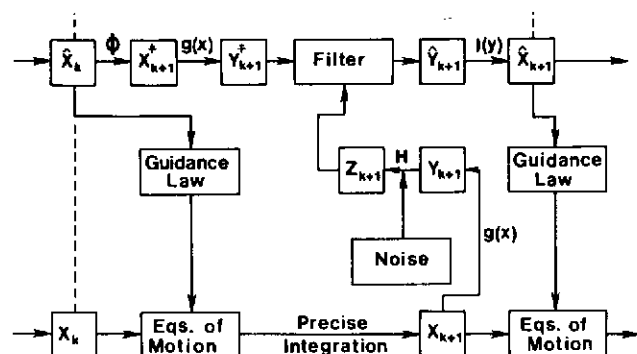 Φ g(x) l(y)
X̂k X*k+1 Y*k+1 Filter Ŷk+1 X̂k+1
Guidance
Law
Zk+1 H Yk+1
Guidance
Law
g(x)
Noise
Xk Eqs. of
Motion
Precise
Integration
Xk+1 Eqs. of
Motion